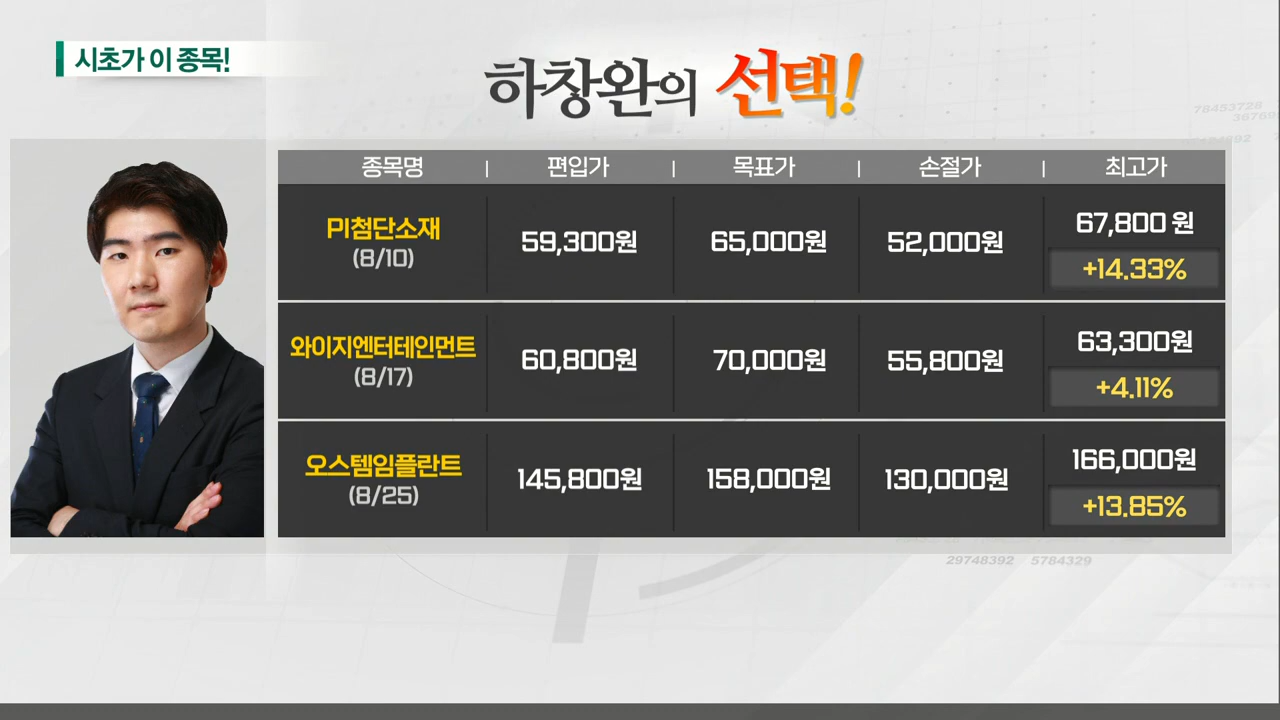 시초가 이 종목!
하창완의 선택!
종목명 | 편입가 | 목표가 | 손절가 | 최고가
PI첨단소재
(8/10)
59,300원
65,000원
52,000원
67,800 원
+14.33%
와이지엔터테인먼트
(8/17)
60,800원
70,000원
55,800원
63,300원
+4.11%
오스템임플란트
(8/25)
145,800원
158,000원
130,000원
166,000원
+13.85%
78453728
29748392 5784329